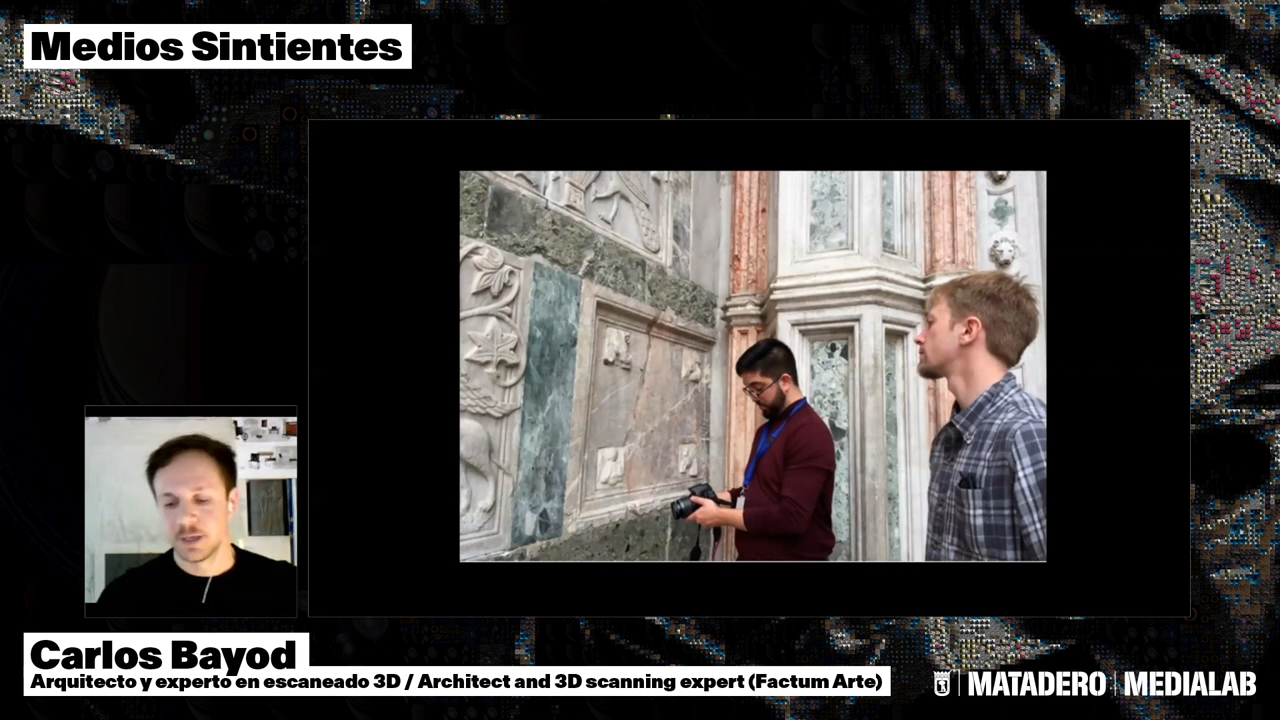 Medios Sintientes
Carlos Bayod
Arquitecto y experto en escaneado 3D / Architect and 3D scanning expert (Factum Arte)
MATADERO MEDIALAB